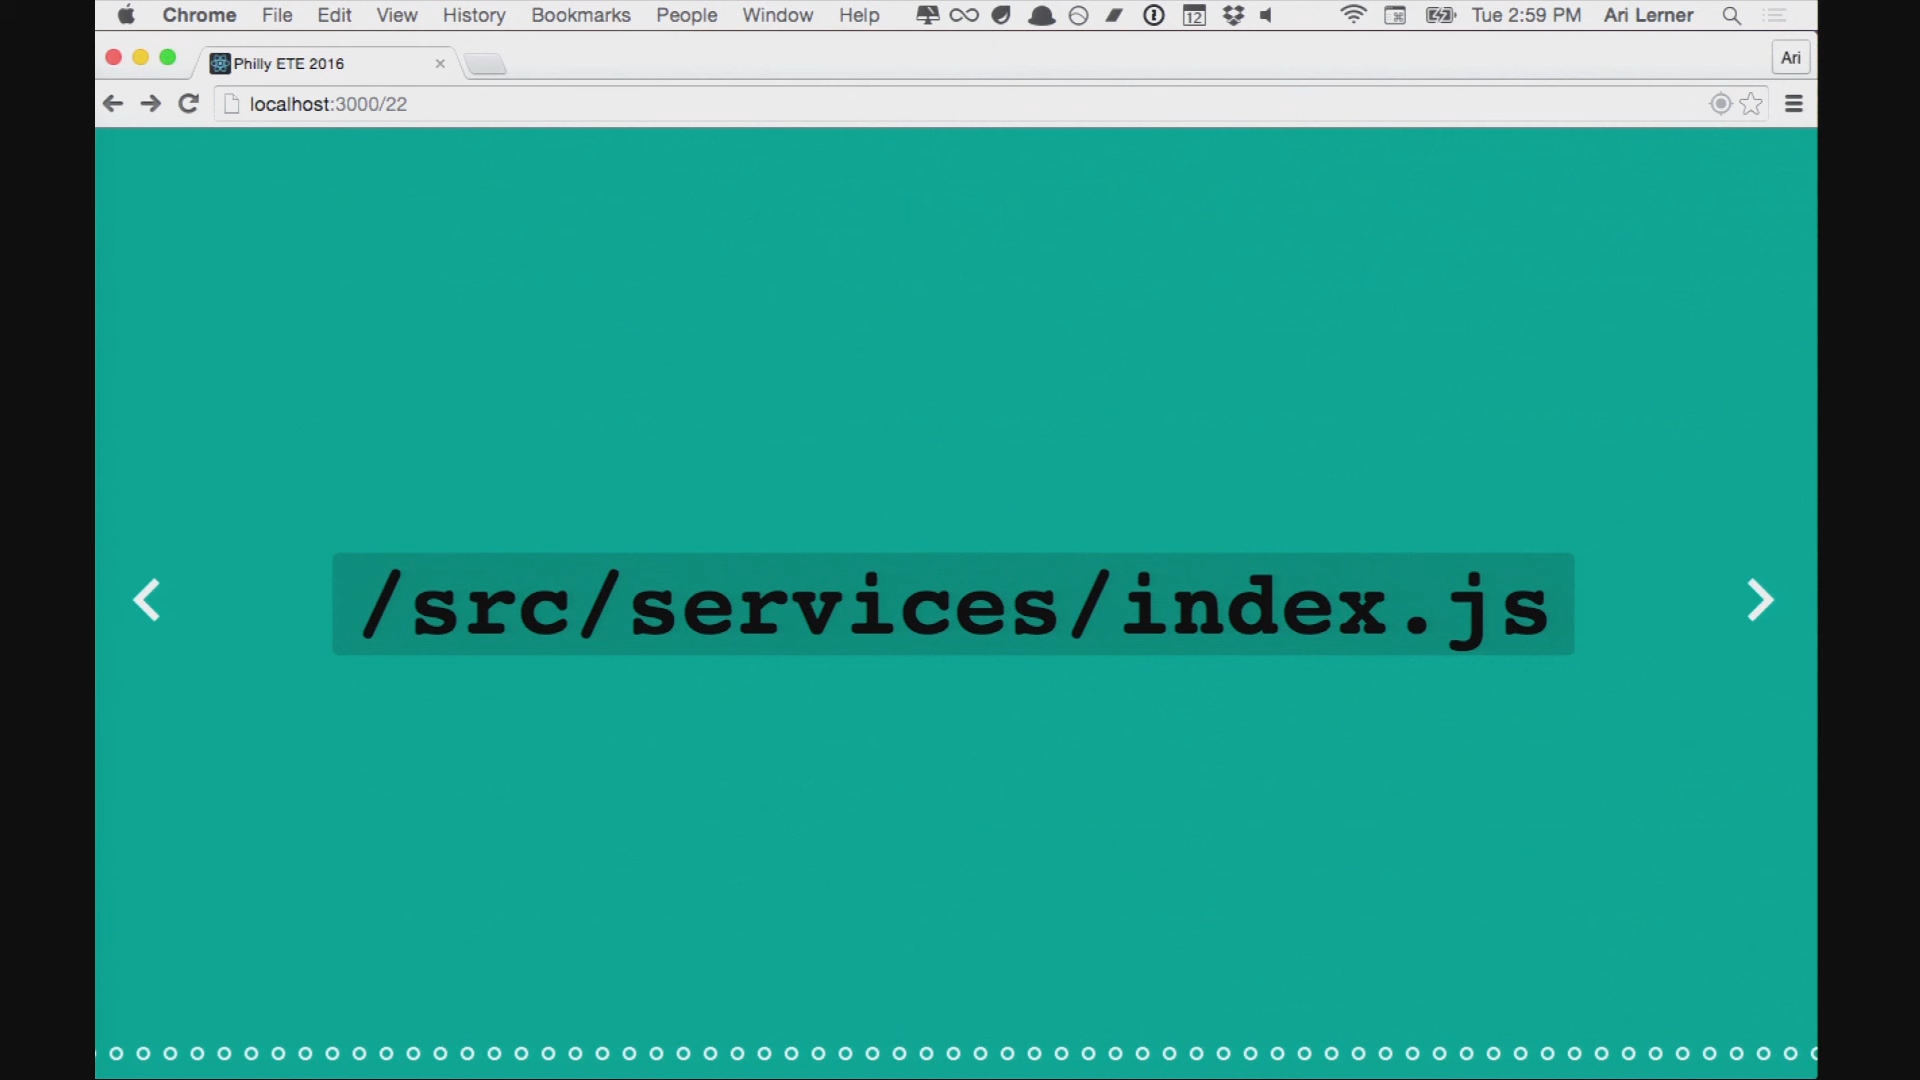 Chrome File Edit View History Bookmarks People Window Help 12 Tue 2:59 PM Ari Lerner
Philly ETE 2016
Ari
localhost:3000/22
/src/services/index.js